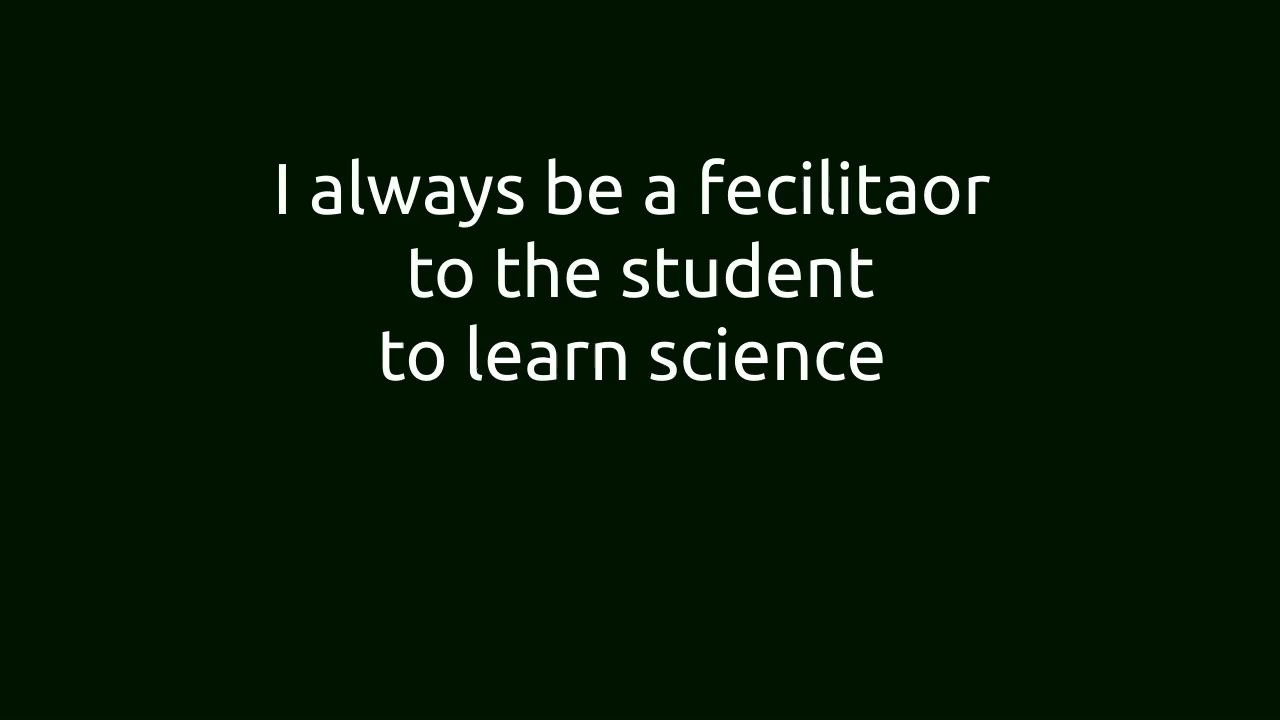 I always be a fecilitaor
to the student
to learn science